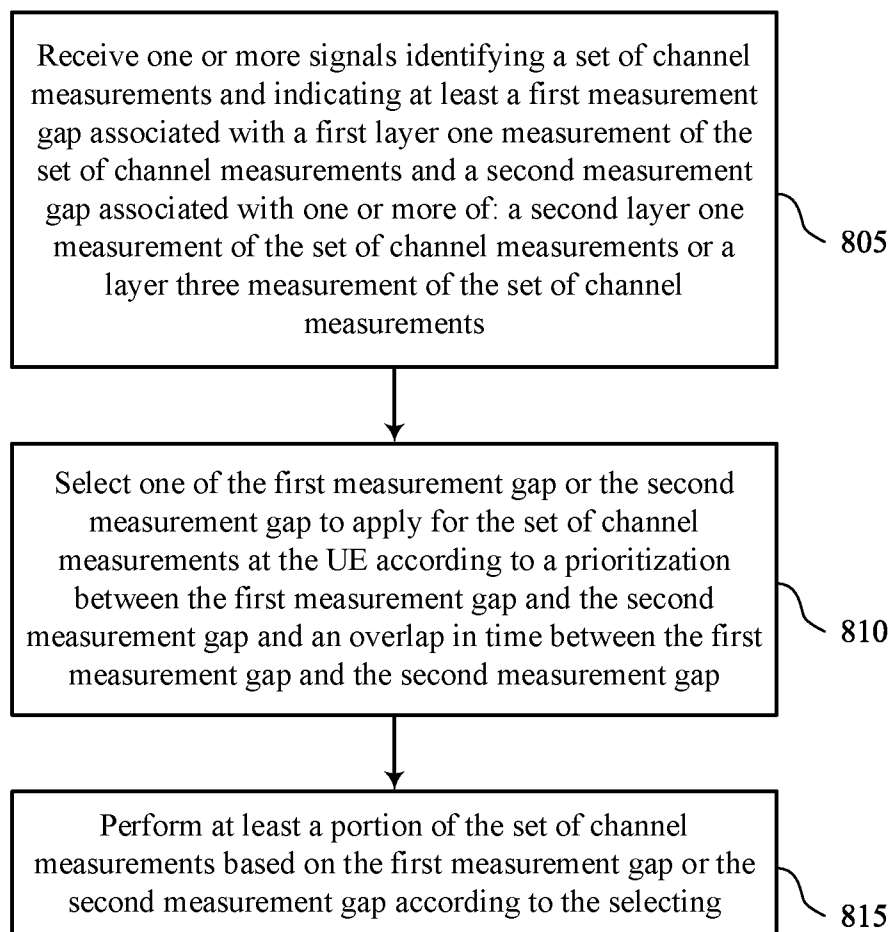 Receive one or more signals identifying a set of channel
measurements and indicating at least a first measurement
gap associated with a first layer one measurement of the
set of channel measurements and a second measurement
gap associated with one or more of: a second layer one
measurement of the set of channel measurements or a
layer three measurement of the set of channel
measurements
805
Select one of the first measurement gap or the second
measurement gap to apply for the set of channel
measurements at the UE according to a prioritization
between the first measurement gap and the second
measurement gap and an overlap in time between the first
measurement gap and the second measurement gap
810
Perform at least a portion of the set of channel
measurements based on the first measurement gap or the
second measurement gap according to the selecting
815